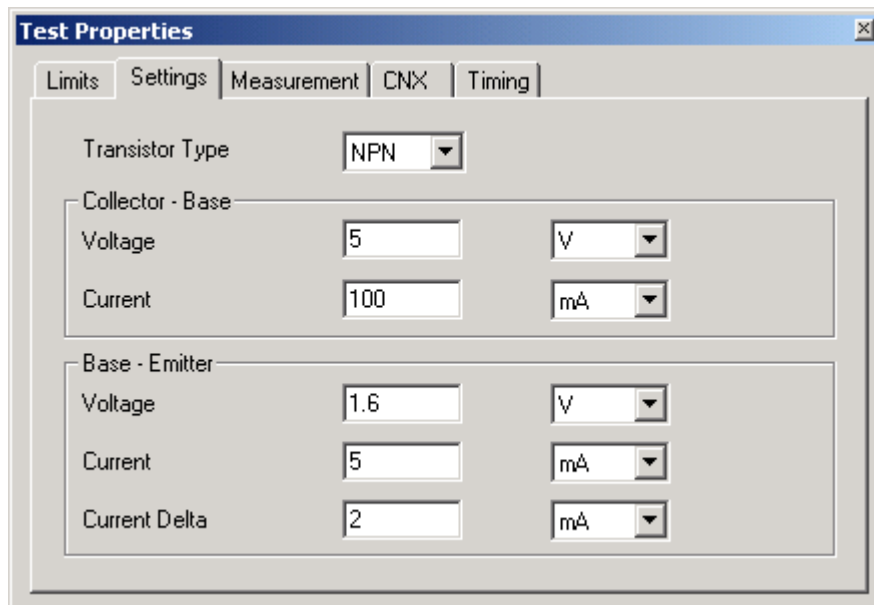 Test Properties
Limits Settings Measurement CNX Timing
Transistor Type NPN
Collector - Base
Voltage 5 V
Current 100 mA
Base - Emitter
Voltage 1.6 V
Current 5 mA
Current Delta 2 mA